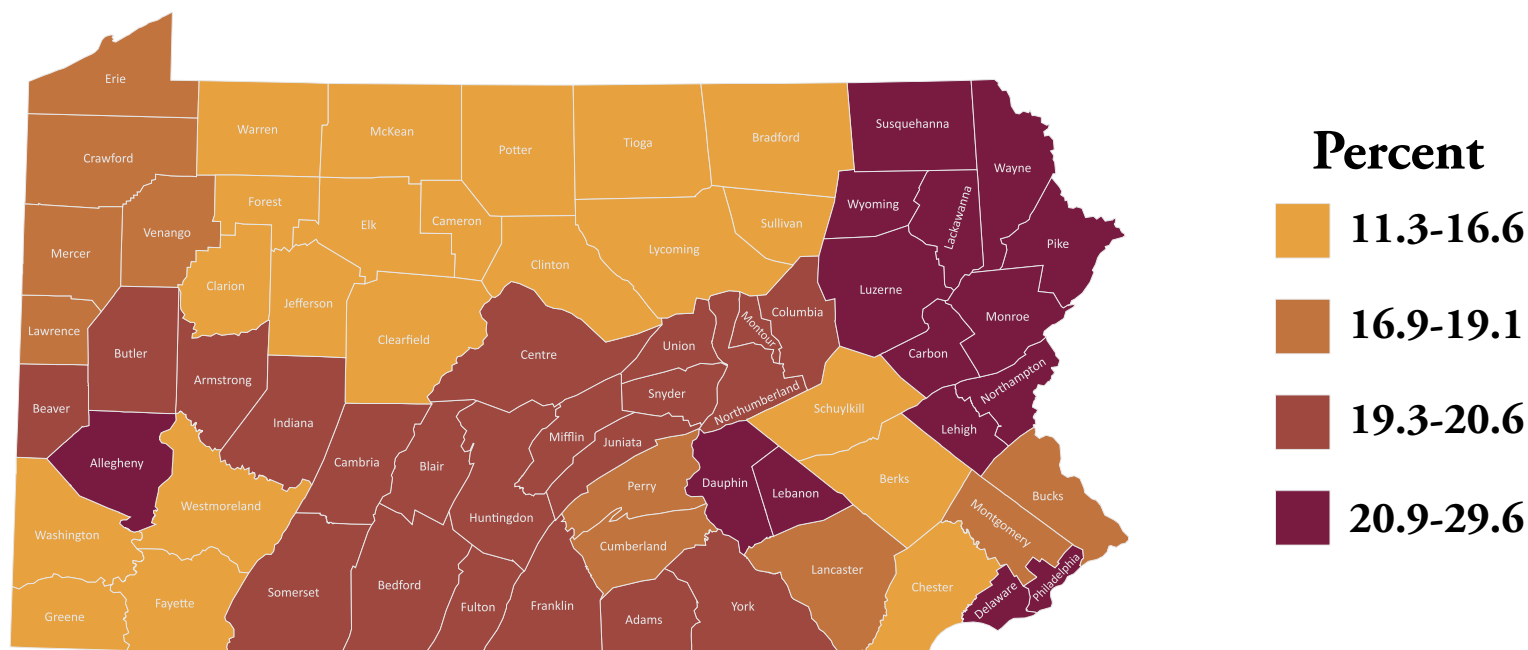 Erie
Warren
McKean
Potter
Tioga
Bradford
Susquehanna
Wayne
Crawford
Forest
Elk
Cameron
Sullivan
Wyoming
Lackawanna
Pike
Mercer
Venango
Clarion
Jefferson
Clinton
Lycoming
Luzerne
Monroe
Lawrence
Butler
Armstrong
Clearfield
Centre
Union
Montour
Columbia
Carbon
Northampton
Beaver
Indiana
Snyder
Northumberland
Schuylkill
Lehigh
Allegheny
Cambria
Blair
Mifflin
Juniata
Perry
Dauphin
Lebanon
Berks
Bucks
Washington
Westmoreland
Huntingdon
Cumberland
Montgomery
Greene
Fayette
Somerset
Bedford
Fulton
Franklin
Adams
York
Lancaster
Chester
Delaware
Philadelphia
Percent
11.3-16.6
16.9-19.1
19.3-20.6
20.9-29.6